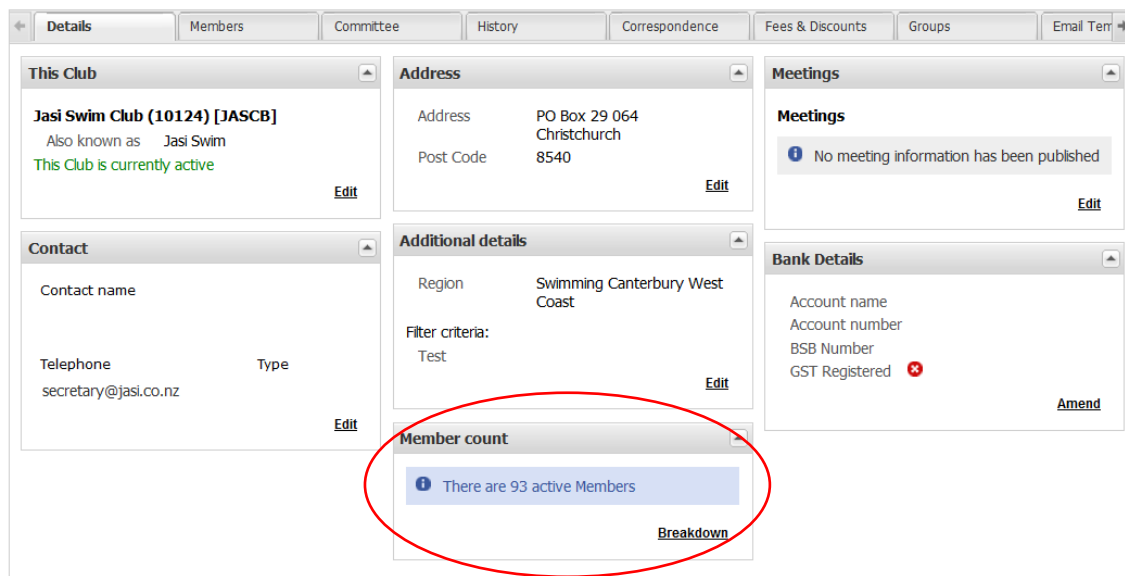 Details
Members
Committee
History
Correspondence
Fees & Discounts
Groups
This Club
Jasi Swim Club (10124) [JASCB]
Also known as Jasi Swim
This Club is currently active
Edit
Contact
Contact name
Telephone Type
secretary@jasi.co.nz
Edit
Address
Address PO Box 29 064
Christchurch
Post Code 8540
Edit
Additional details
Region Swimming Canterbury West
Coast
Filter criteria:
Test
Edit
Member count
There are 93 active Members
Breakdown
Meetings
Meetings
No meeting information has been published
Edit
Bank Details
Account name
Account number
BSB Number
GST Registered
Amend